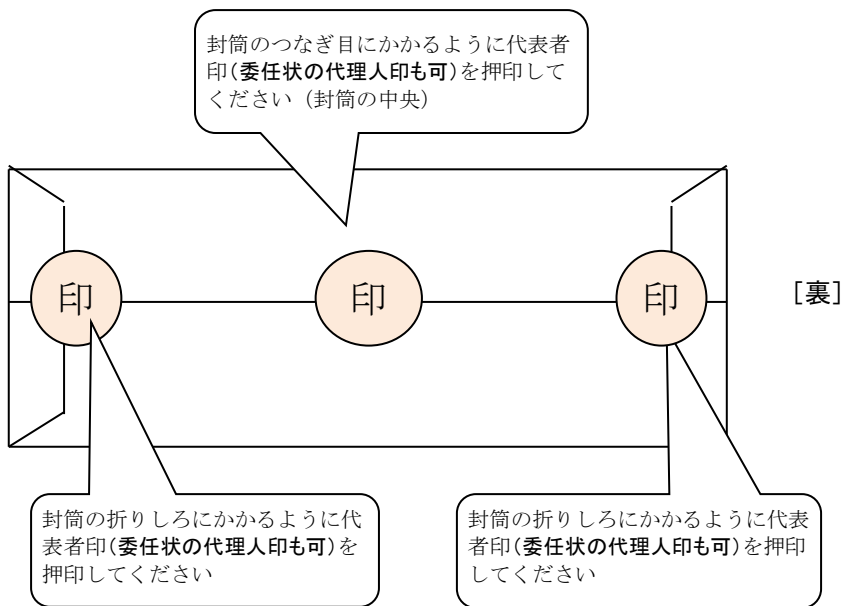 封筒のつなぎ目にかかるように代表者
印(委任状の代理人印も可)を押印して
ください（封筒の中央）
印
印
印
[裏]
封筒の折りしろにかかるように代
表者印(委任状の代理人印も可)を
押印してください
封筒の折りしろにかかるように代表
者印(委任状の代理人印も可)を押印
してください